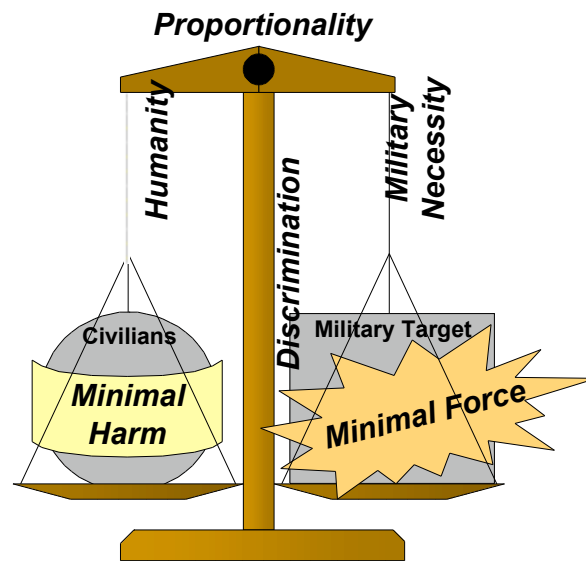 Proportionality
Humanity
Military
Necessity
Discrimination
Civilians
Minimal
Harm
Military Target
Minimal Force